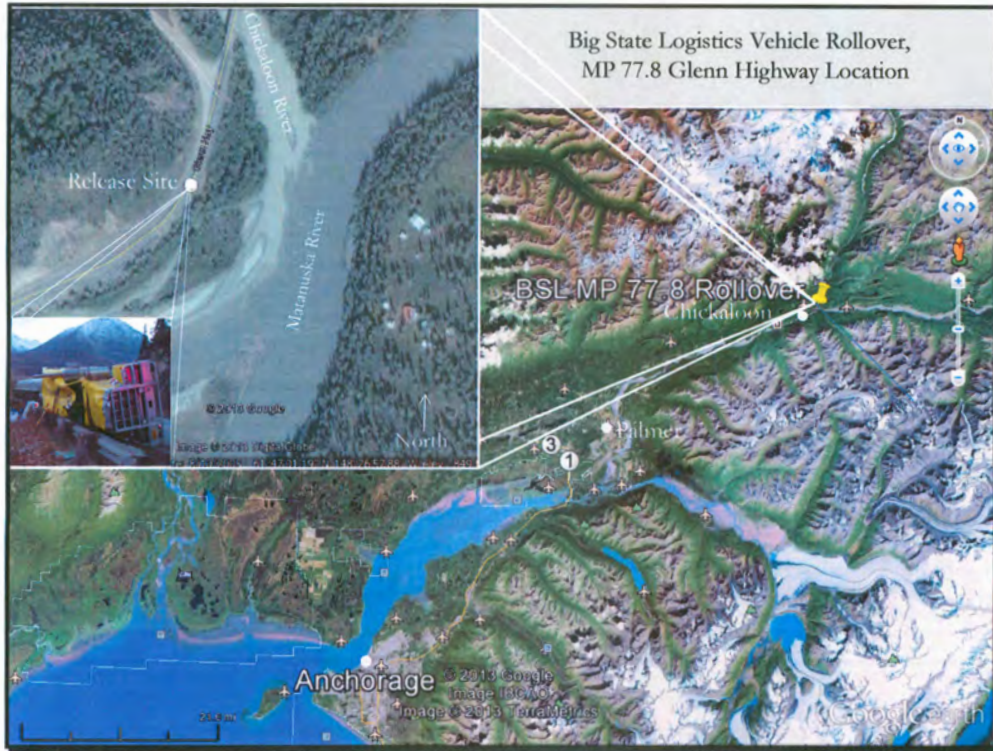 Big State Logistics Vehicle Rollover,
MP 77.8 Glenn Highway Location
Chickaloon River
Release Site
Matanuska River
© 2013 Google
North
BSL MP 77.8 Rollover
Chickaloon
Palmer
3
1
Anchorage
© 2013 Google
Image IBCAO
Image © 2013 TerraMetrics
Google earth
N